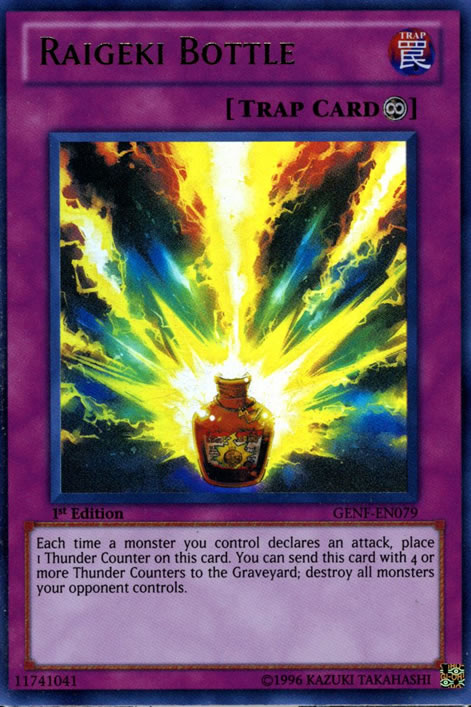 RAIGEKI BOTTLE
TRAP
罠
[TRAP CARD]
1st Edition
GENF-EN079
Each time a monster you control declares an attack, place
1 Thunder Counter on this card. You can send this card with 4 or
more Thunder Counters to the Graveyard; destroy all monsters
your opponent controls.
11741041
©1996 KAZUKI TAKAHASHI